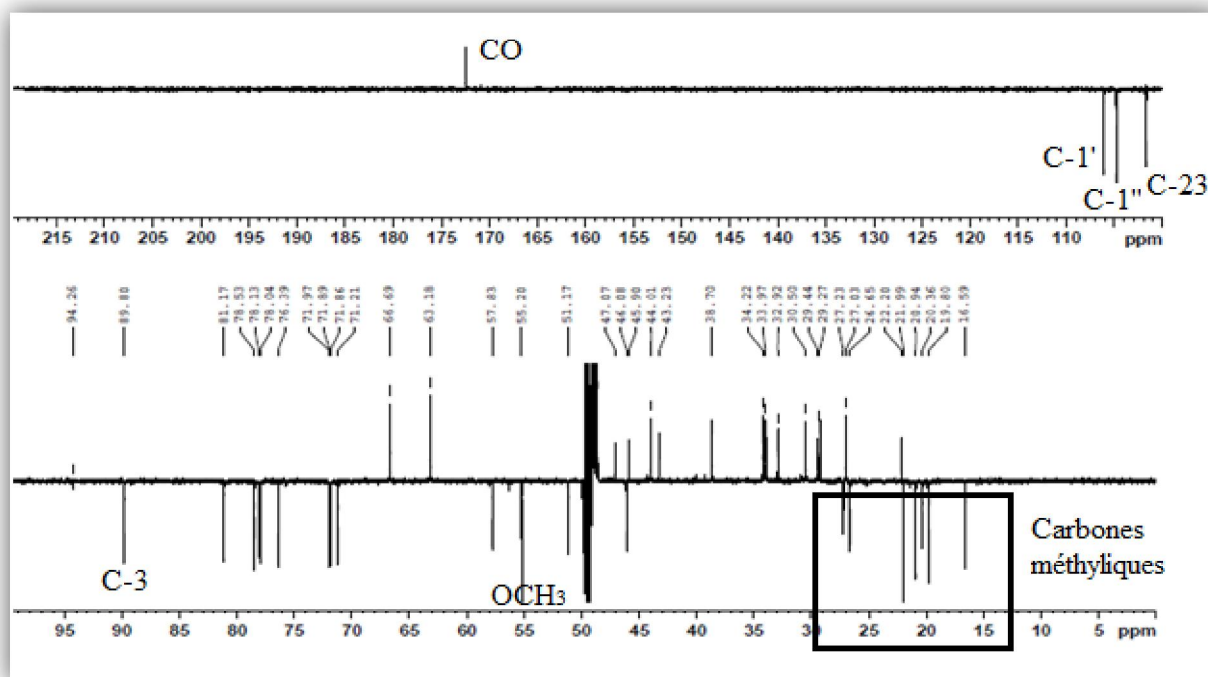 CO
C-1'
C-1"
C-23
215 210 205 200 195 190 185 180 175 170 165 160 155 150 145 140 135 130 125 120 115 110 ppm
94.26 89.80 81.17 78.53 78.13 78.04 76.39 71.97 71.89 71.86 71.21 66.69 63.18 57.83 55.20 51.17 47.07 46.08 45.90 44.01 43.23 38.70 34.22 33.97 32.92 30.50 29.44 29.27 27.23 27.03 26.65 22.20 21.99 20.94 20.36 19.80 16.59
C-3
OCH3
Carbones
méthyliques
95 90 85 80 75 70 65 60 55 50 45 40 35 30 25 20 15 10 5 ppm